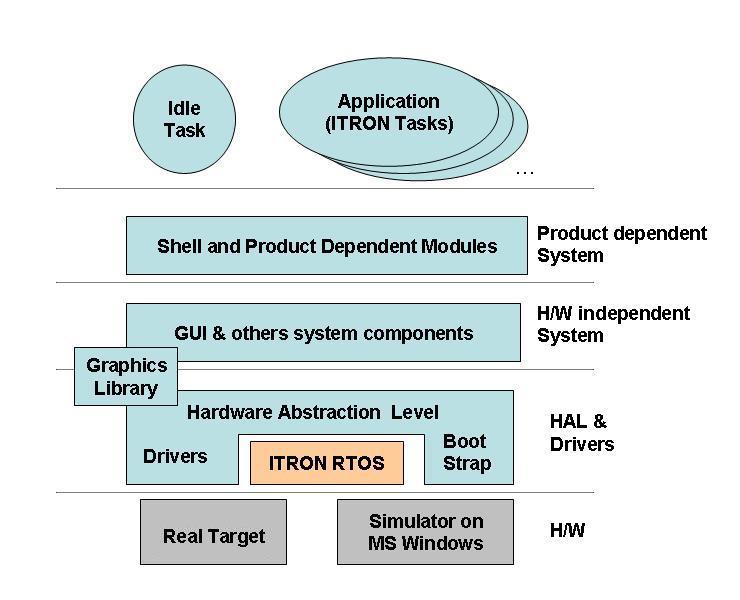 Idle
Task
Application
(ITRON Tasks)
...
Shell and Product Dependent Modules
Product dependent
System
GUI & others system components
H/W independent
System
Graphics
Library
Hardware Abstraction Level
Drivers
ITRON RTOS
Boot
Strap
HAL &
Drivers
Real Target
Simulator on
MS Windows
H/W